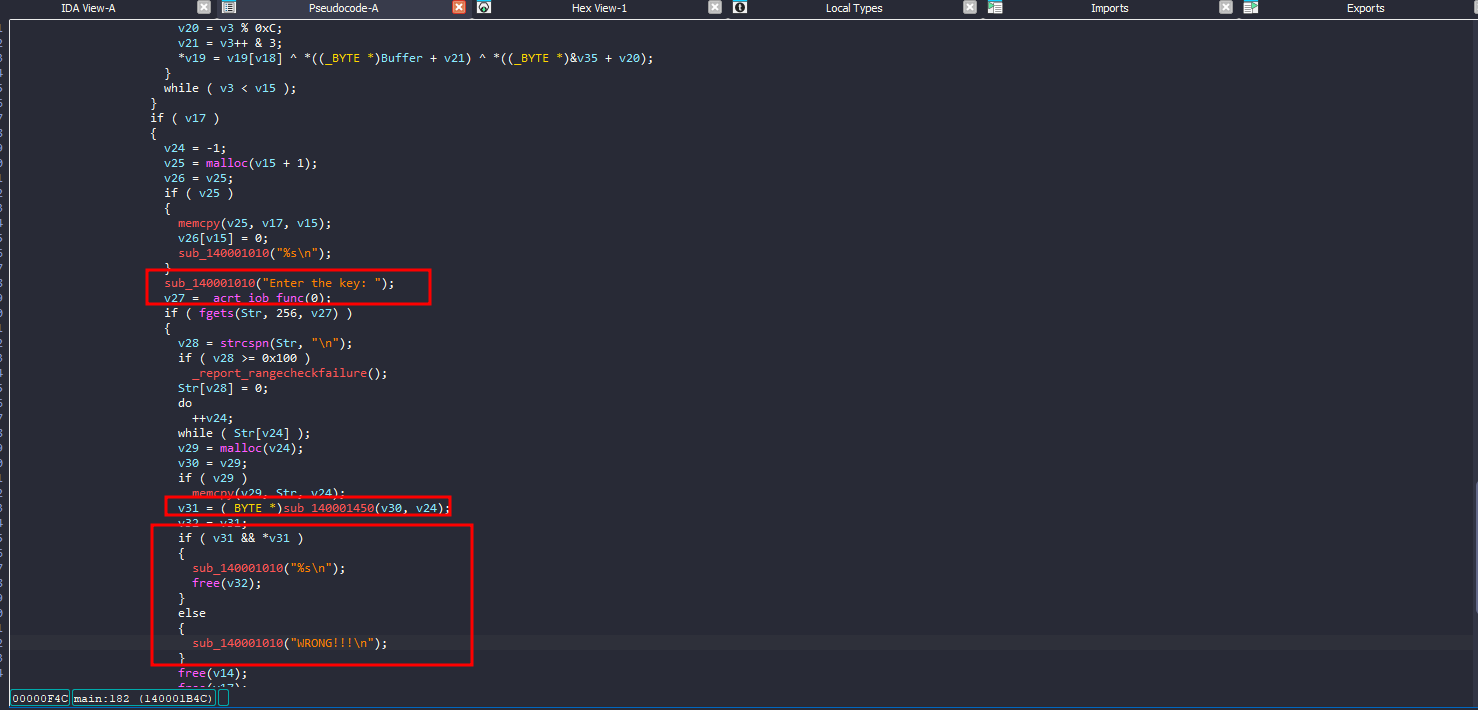 IDA View-A Pseudocode-A Hex View-1 Local Types Imports Exports
v20 = v3 % 0xC;
v21 = v3++ & 3;
*v19 = v19[v18] ^ *((_BYTE *)Buffer + v21) ^ *((_BYTE *)&v35 + v20);
}
while ( v3 < v15 );
}
if ( v17 )
{
v24 = -1;
v25 = malloc(v15 + 1);
v26 = v25;
if ( v25 )
{
memcpy(v25, v17, v15);
v26[v15] = 0;
sub_140001010("%s\n");
}
sub_140001010("Enter the key: ");
v27 = _acrt_iob_func(0);
if ( fgets(Str, 256, v27) )
{
v28 = strcspn(Str, "\n");
if ( v28 >= 0x100 )
_report_rangecheckfailure();
Str[v28] = 0;
do
++v24;
while ( Str[v24] );
v29 = malloc(v24);
v30 = v29;
if ( v29 )
memcpy(v29, Str, v24);
v31 = (_BYTE *)sub_140001450(v30, v24);
v32 = v31;
if ( v31 && *v31 )
{
sub_140001010("%s\n");
free(v32);
}
else
{
sub_140001010("WRONG!!!\n");
}
free(v14);
free(v17);
00000F4C main:182 (140001B4C)